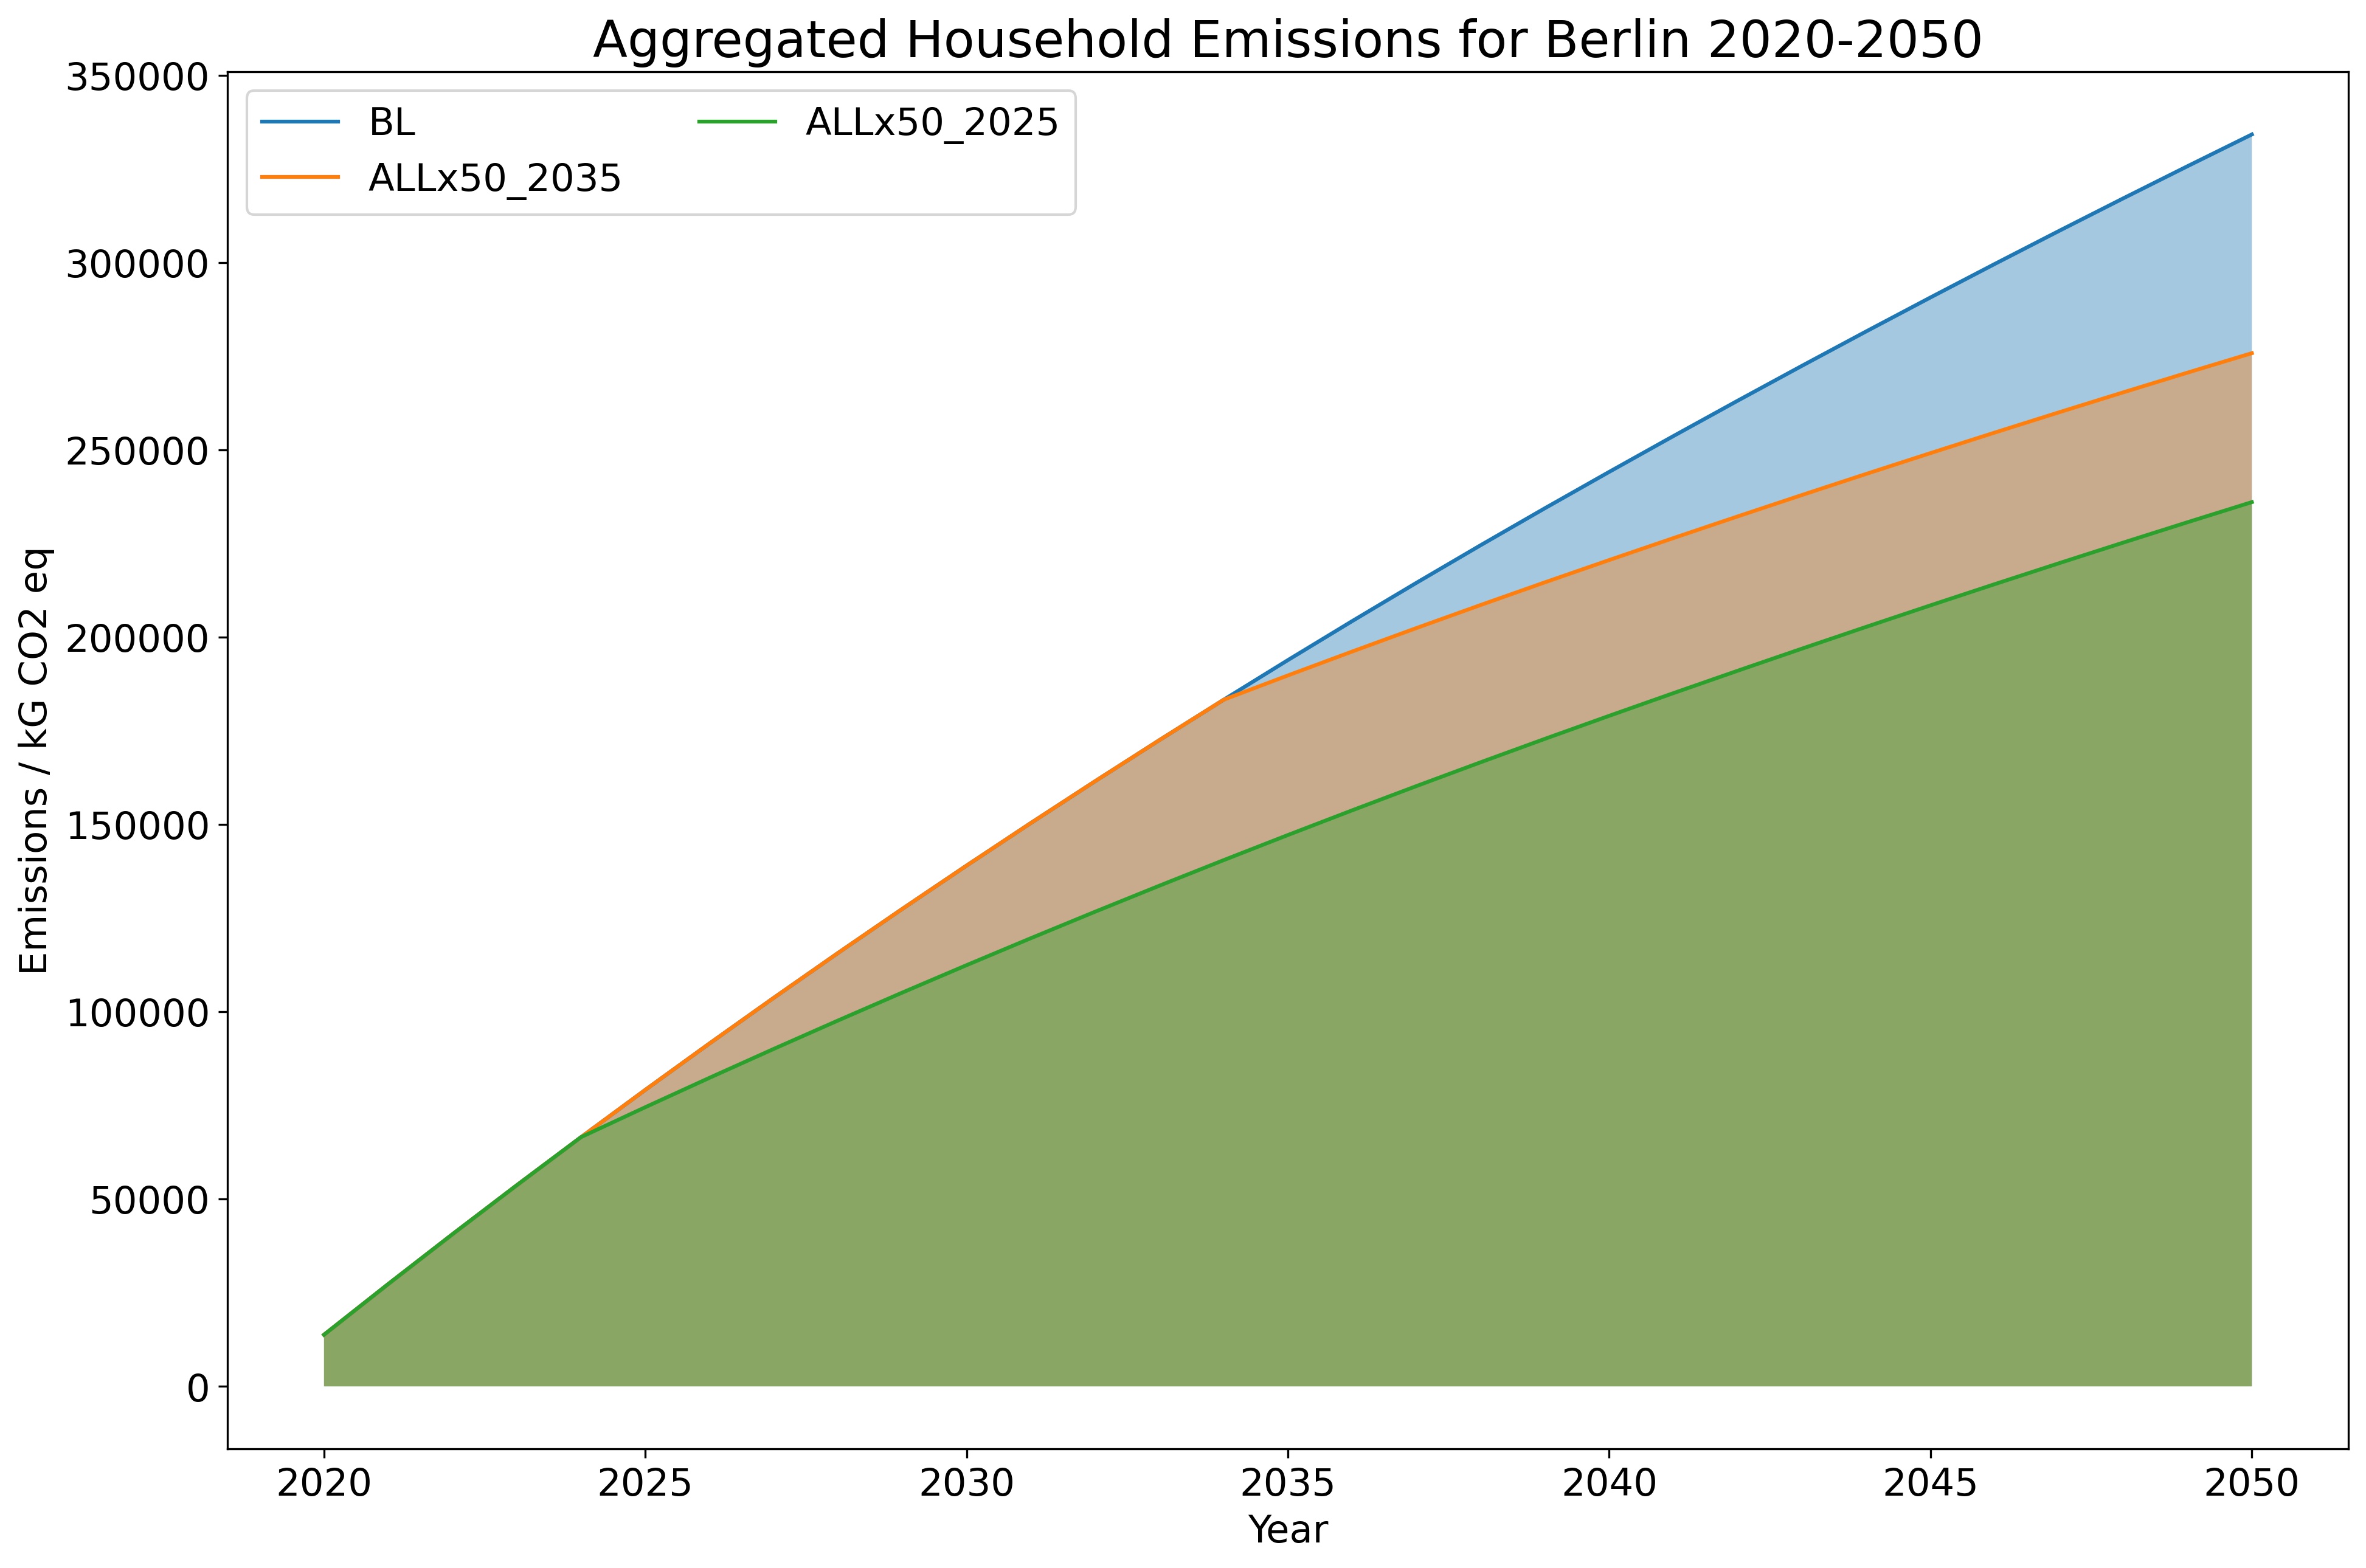 Aggregated Household Emissions for Berlin 2020-2050
BL
ALLx50_2035
ALLx50_2025
Emissions / kG CO2 eq
350000
300000
250000
200000
150000
100000
50000
0
2020 2025 2030 2035 2040 2045 2050
Year